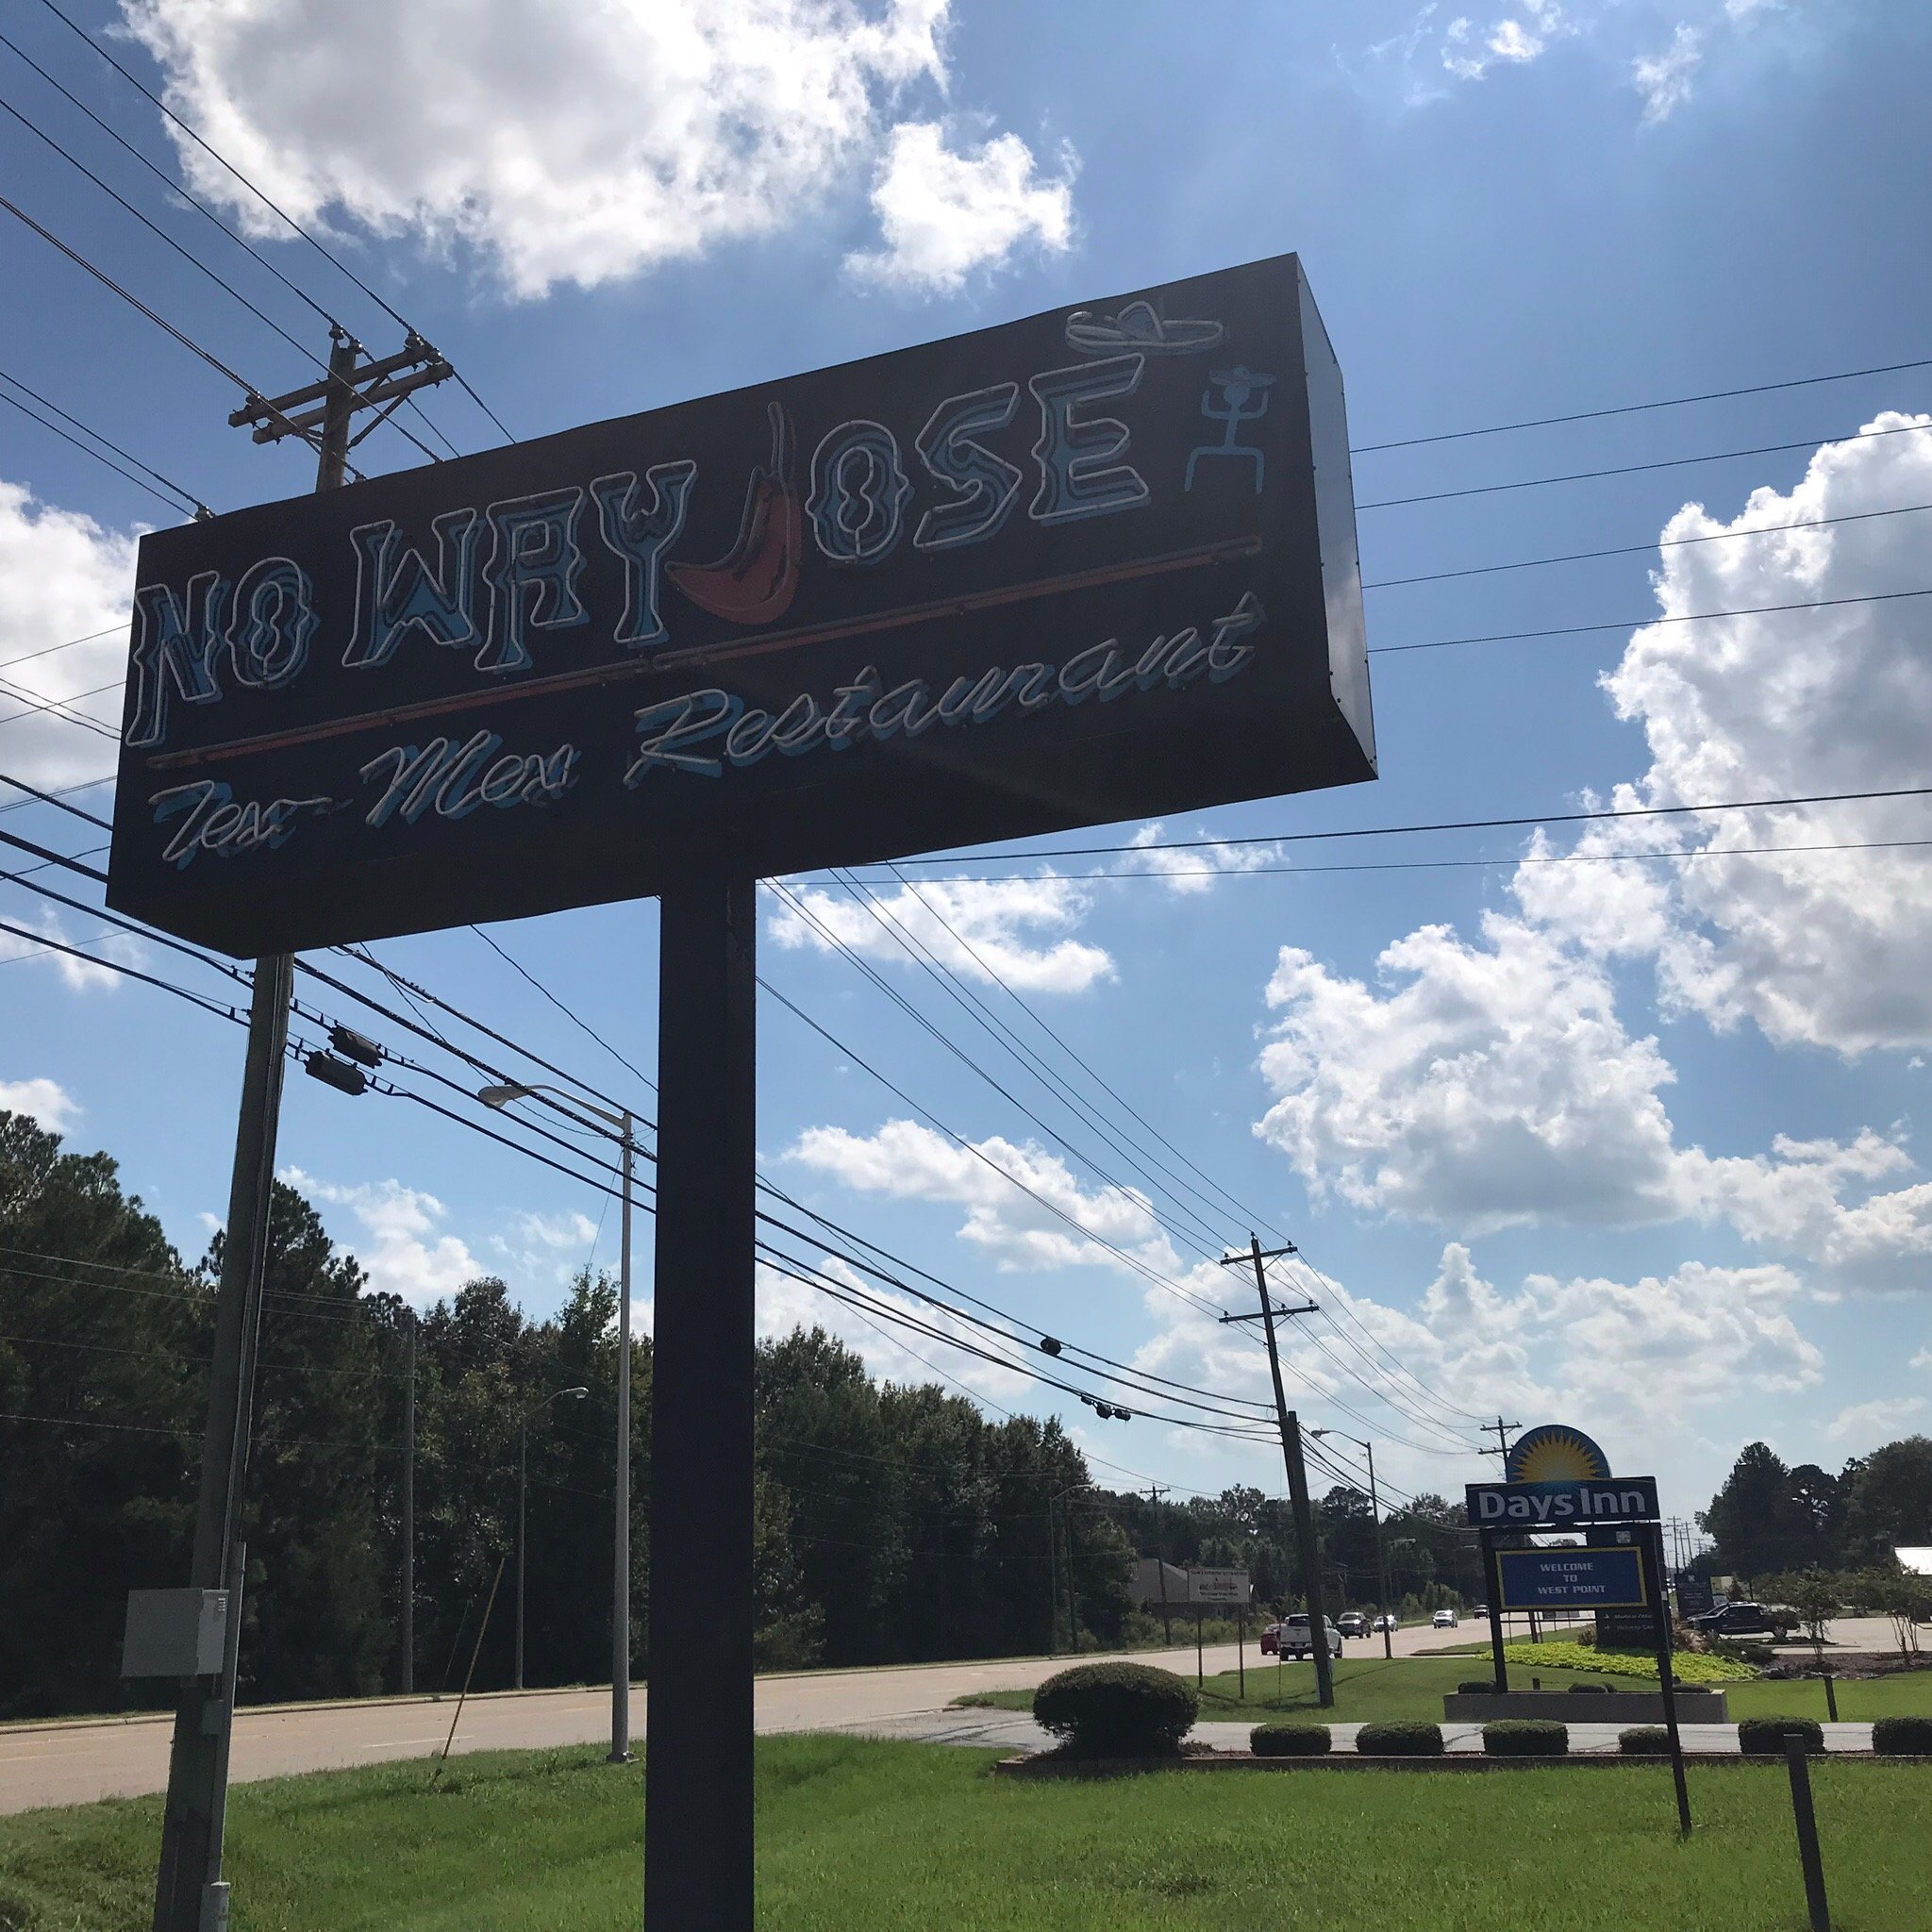 NO WAY JOSE
Tex-Mex Restaurant
Days Inn
WELCOME
TO
WEST POINT